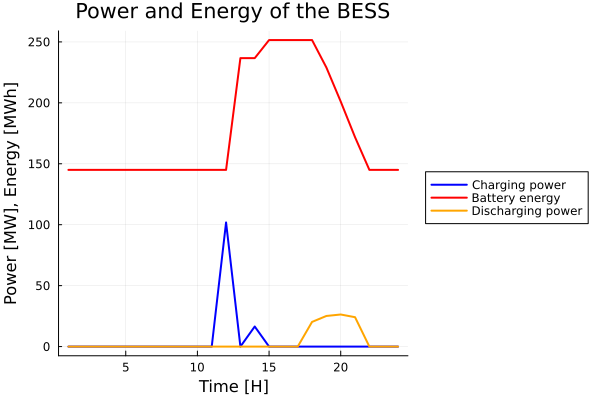 Power and Energy of the BESS
Power [MW], Energy [MWh]
250
200
150
100
50
0
5 10 15 20
Time [H]
Charging power
Battery energy
Discharging power